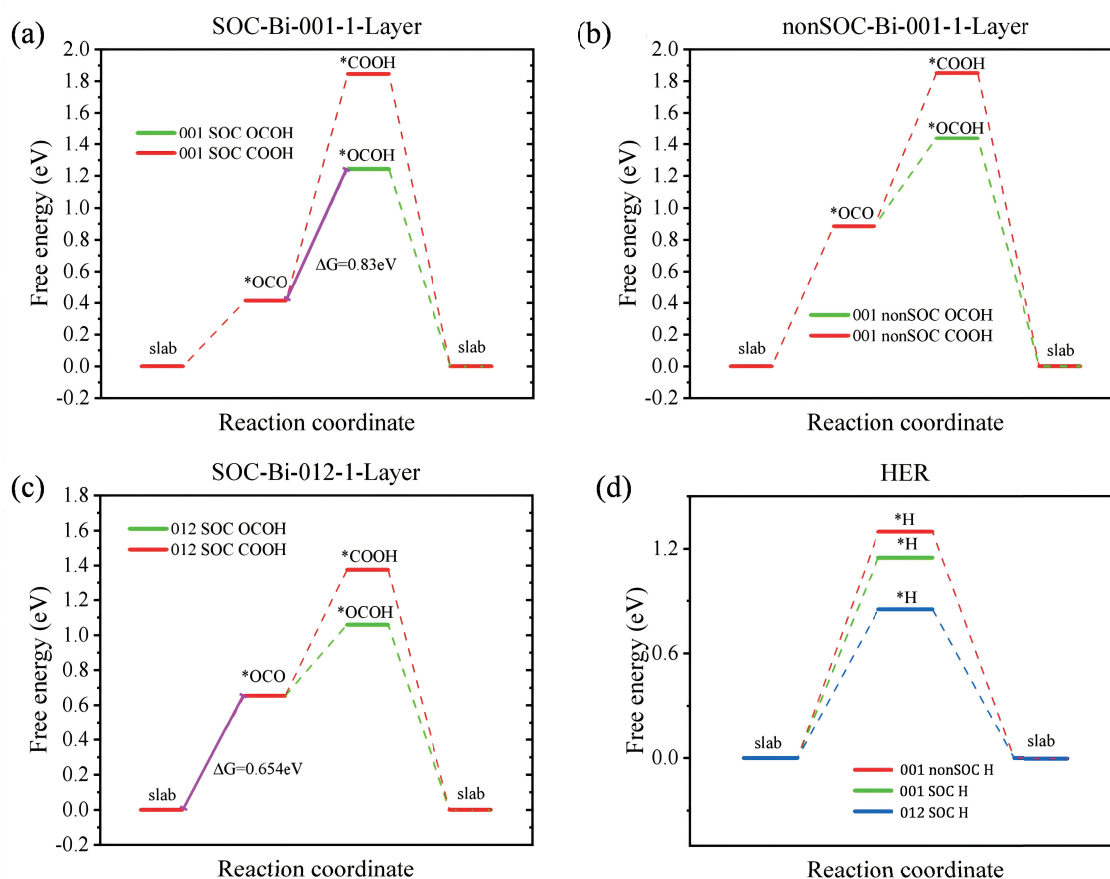 (a)
SOC-Bi-001-1-Layer
Free energy (eV)
2.0
1.8
1.6
1.4
1.2
1.0
0.8
0.6
0.4
0.2
0.0
-0.2
001 SOC OCOH
001 SOC COOH
*COOH
*OCOH
*OCO
ΔG=0.83eV
slab
slab
Reaction coordinate
(b)
nonSOC-Bi-001-1-Layer
Free energy (eV)
2.0
1.8
1.6
1.4
1.2
1.0
0.8
0.6
0.4
0.2
0.0
-0.2
*COOH
*OCOH
*OCO
001 nonSOC OCOH
001 nonSOC COOH
slab
slab
Reaction coordinate
(c)
SOC-Bi-012-1-Layer
Free energy (eV)
1.8
1.6
1.4
1.2
1.0
0.8
0.6
0.4
0.2
0.0
-0.2
012 SOC OCOH
012 SOC COOH
*COOH
*OCOH
*OCO
ΔG=0.654eV
slab
slab
Reaction coordinate
(d)
HER
Free energy (eV)
1.2
0.6
0.0
*H
*H
*H
slab
slab
001 nonSOC H
001 SOC H
012 SOC H
Reaction coordinate